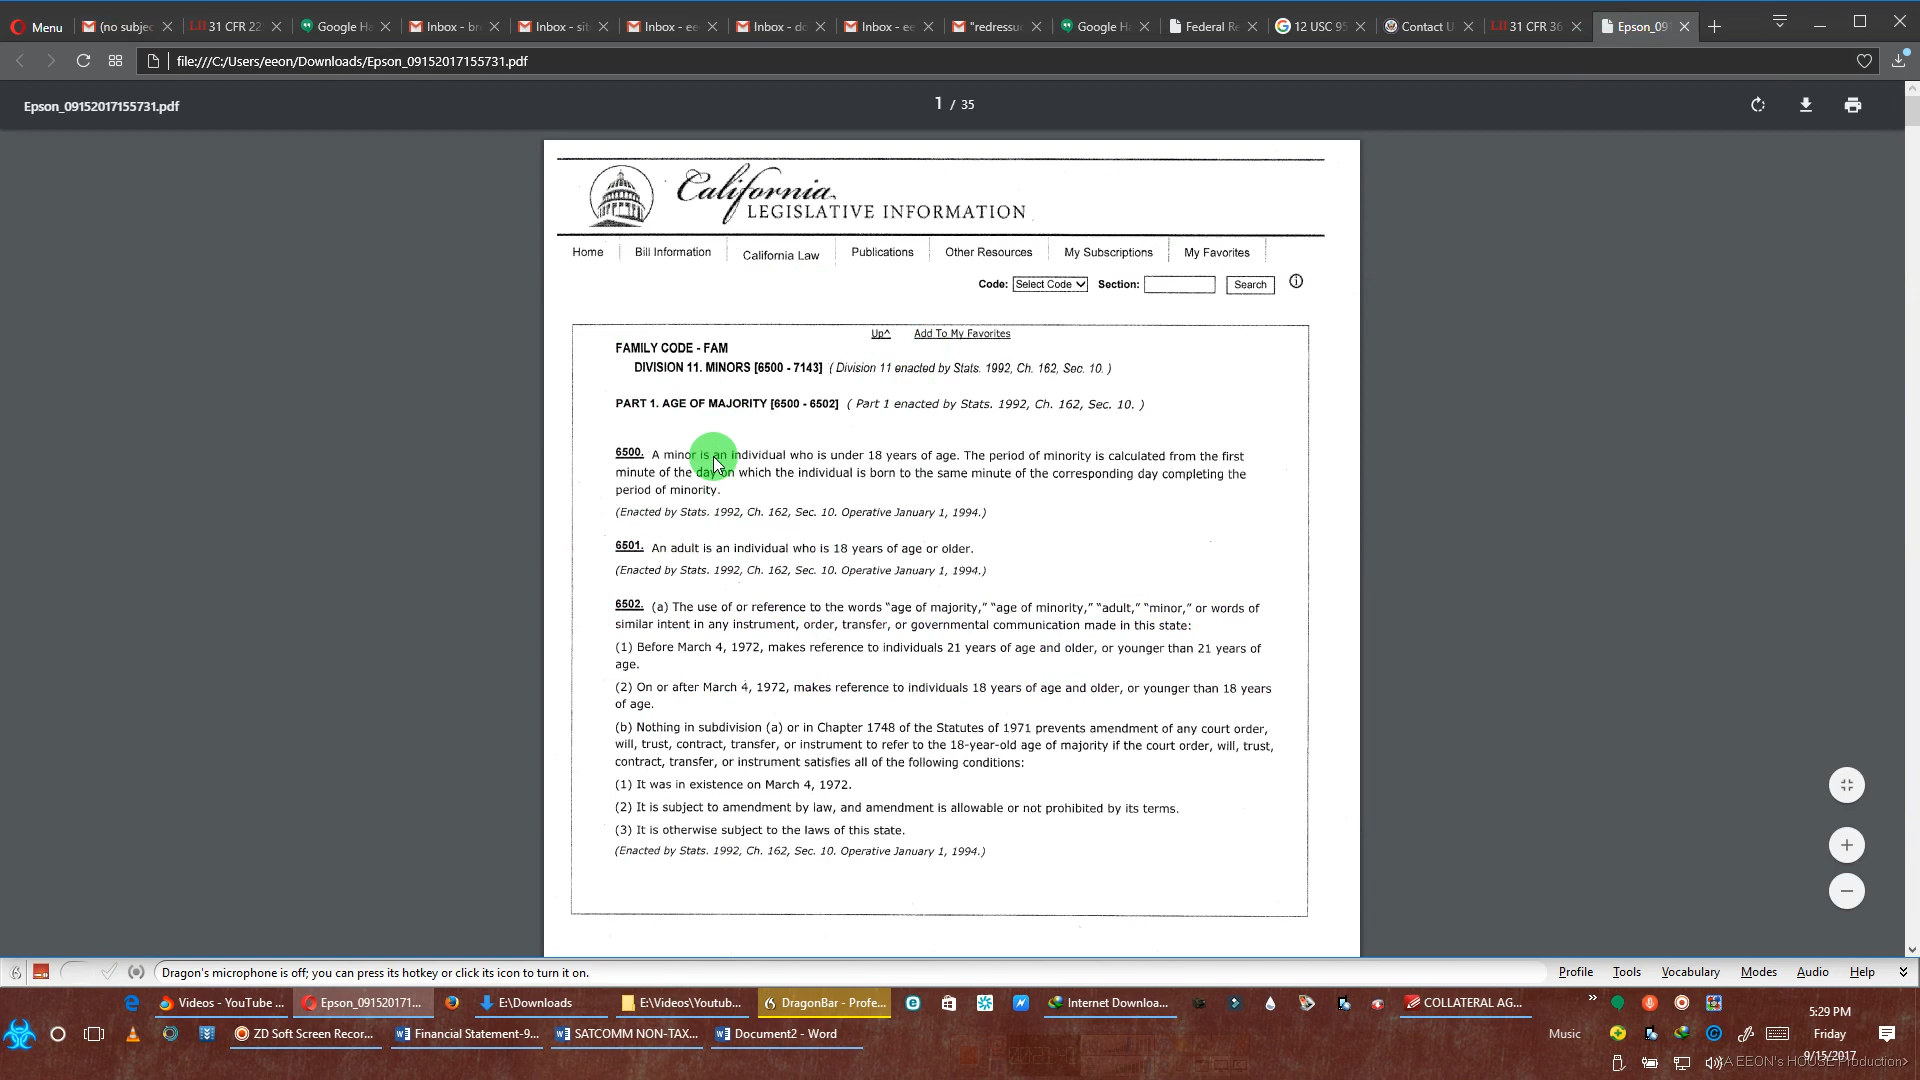 Menu
(no subjec
31 CFR 22
Google Ha
Inbox - br
Inbox - sit
Inbox - ee
Inbox - do
Inbox - ee
"redressuc
Google Ha
Federal Re
12 USC 95
Contact U
31 CFR 36
Epson_091
file:///C:/Users/eeon/Downloads/Epson_09152017155731.pdf
Epson_09152017155731.pdf
1 / 35
California
LEGISLATIVE INFORMATION
Home
Bill Information
California Law
Publications
Other Resources
My Subscriptions
My Favorites
Code: Select Code Section: Search
Up^ Add To My Favorites
FAMILY CODE - FAM
DIVISION 11. MINORS [6500 - 7143] ( Division 11 enacted by Stats. 1992, Ch. 162, Sec. 10. )
PART 1. AGE OF MAJORITY [6500 - 6502] ( Part 1 enacted by Stats. 1992, Ch. 162, Sec. 10. )
6500. A minor is an individual who is under 18 years of age. The period of minority is calculated from the first
minute of the day on which the individual is born to the same minute of the corresponding day completing the
period of minority.
(Enacted by Stats. 1992, Ch. 162, Sec. 10. Operative January 1, 1994.)
6501. An adult is an individual who is 18 years of age or older.
(Enacted by Stats. 1992, Ch. 162, Sec. 10. Operative January 1, 1994.)
6502. (a) The use of or reference to the words “age of majority,” “age of minority,” “adult,” “minor,” or words of
similar intent in any instrument, order, transfer, or governmental communication made in this state:
(1) Before March 4, 1972, makes reference to individuals 21 years of age and older, or younger than 21 years of
age.
(2) On or after March 4, 1972, makes reference to individuals 18 years of age and older, or younger than 18 years
of age.
(b) Nothing in subdivision (a) or in Chapter 1748 of the Statutes of 1971 prevents amendment of any court order,
will, trust, contract, transfer, or instrument to refer to the 18-year-old age of majority if the court order, will, trust,
contract, transfer, or instrument satisfies all of the following conditions:
(1) It was in existence on March 4, 1972.
(2) It is subject to amendment by law, and amendment is allowable or not prohibited by its terms.
(3) It is otherwise subject to the laws of this state.
(Enacted by Stats. 1992, Ch. 162, Sec. 10. Operative January 1, 1994.)
Dragon's microphone is off; you can press its hotkey or click its icon to turn it on.
Profile Tools Vocabulary Modes Audio Help
Videos - YouTube ...
Epson_091520171...
E:\Downloads
E:\Videos\Youtub...
DragonBar - Profe...
Internet Downloa...
COLLATERAL AG...
5:29 PM
ZD Soft Screen Recor...
Financial Statement-9...
SATCOMM NON-TAX...
Document2 - Word
Music
Friday
9/15/2017
A EEON's HOUSE Production>